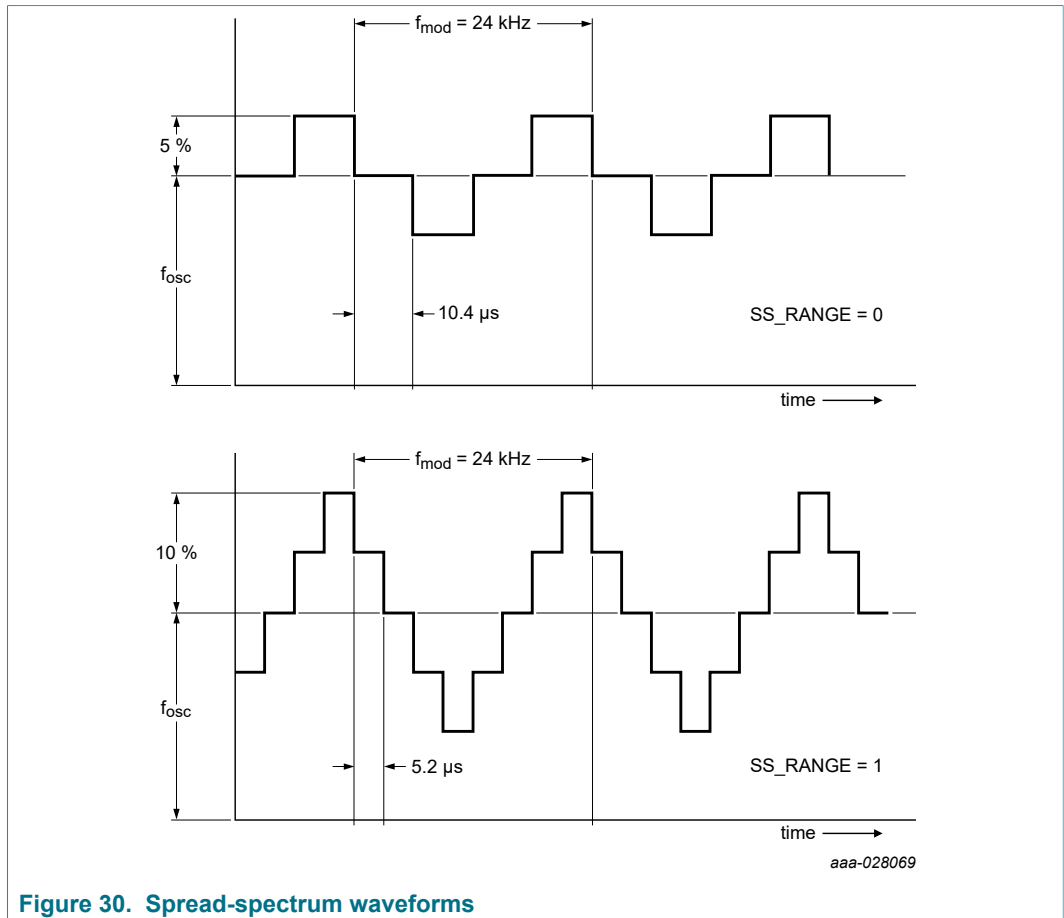 fmod = 24 kHz
5 %
fosc
10.4 µs
SS_RANGE = 0
time
fmod = 24 kHz
10 %
fosc
5.2 µs
SS_RANGE = 1
time
aaa-028069
Figure 30. Spread-spectrum waveforms